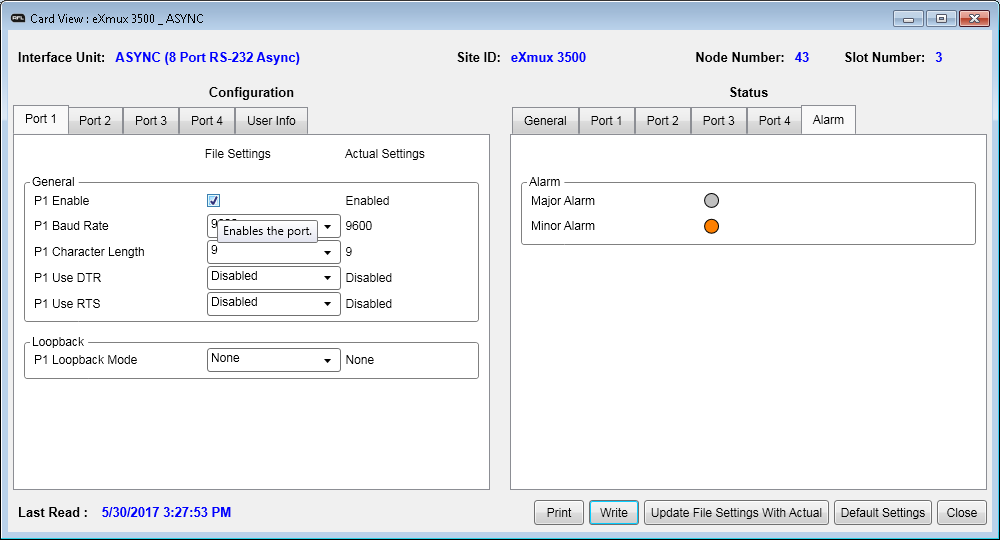 AFL Card View : eXmux 3500 _ ASYNC
Interface Unit: ASYNC (8 Port RS-232 Async) Site ID: eXmux 3500 Node Number: 43 Slot Number: 3
Configuration
Port 1 Port 2 Port 3 Port 4 User Info
File Settings Actual Settings
General
P1 Enable Enabled
P1 Baud Rate 9600
Enables the port.
P1 Character Length 9 9
P1 Use DTR Disabled Disabled
P1 Use RTS Disabled Disabled
Loopback
P1 Loopback Mode None None
Status
General Port 1 Port 2 Port 3 Port 4 Alarm
Alarm
Major Alarm
Minor Alarm
Last Read : 5/30/2017 3:27:53 PM
Print Write Update File Settings With Actual Default Settings Close